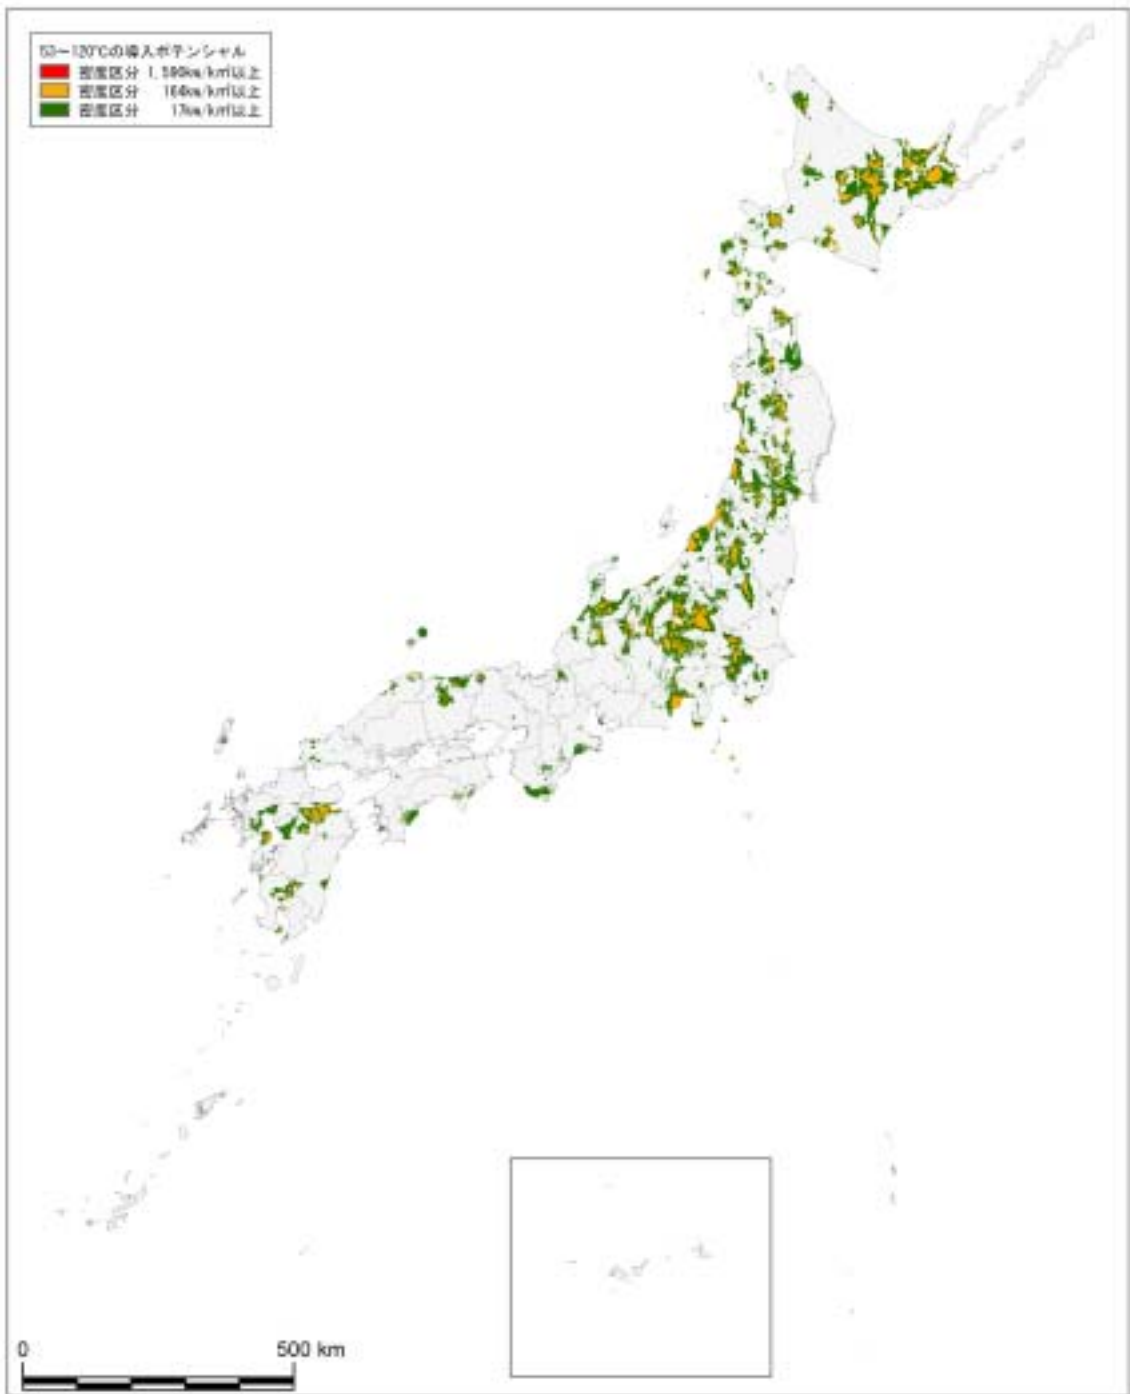 53~120℃の導入ポテンシャル
密度区分 1,590kW/k㎡以上
密度区分 168kW/k㎡以上
密度区分 17kW/k㎡以上
0 500 km